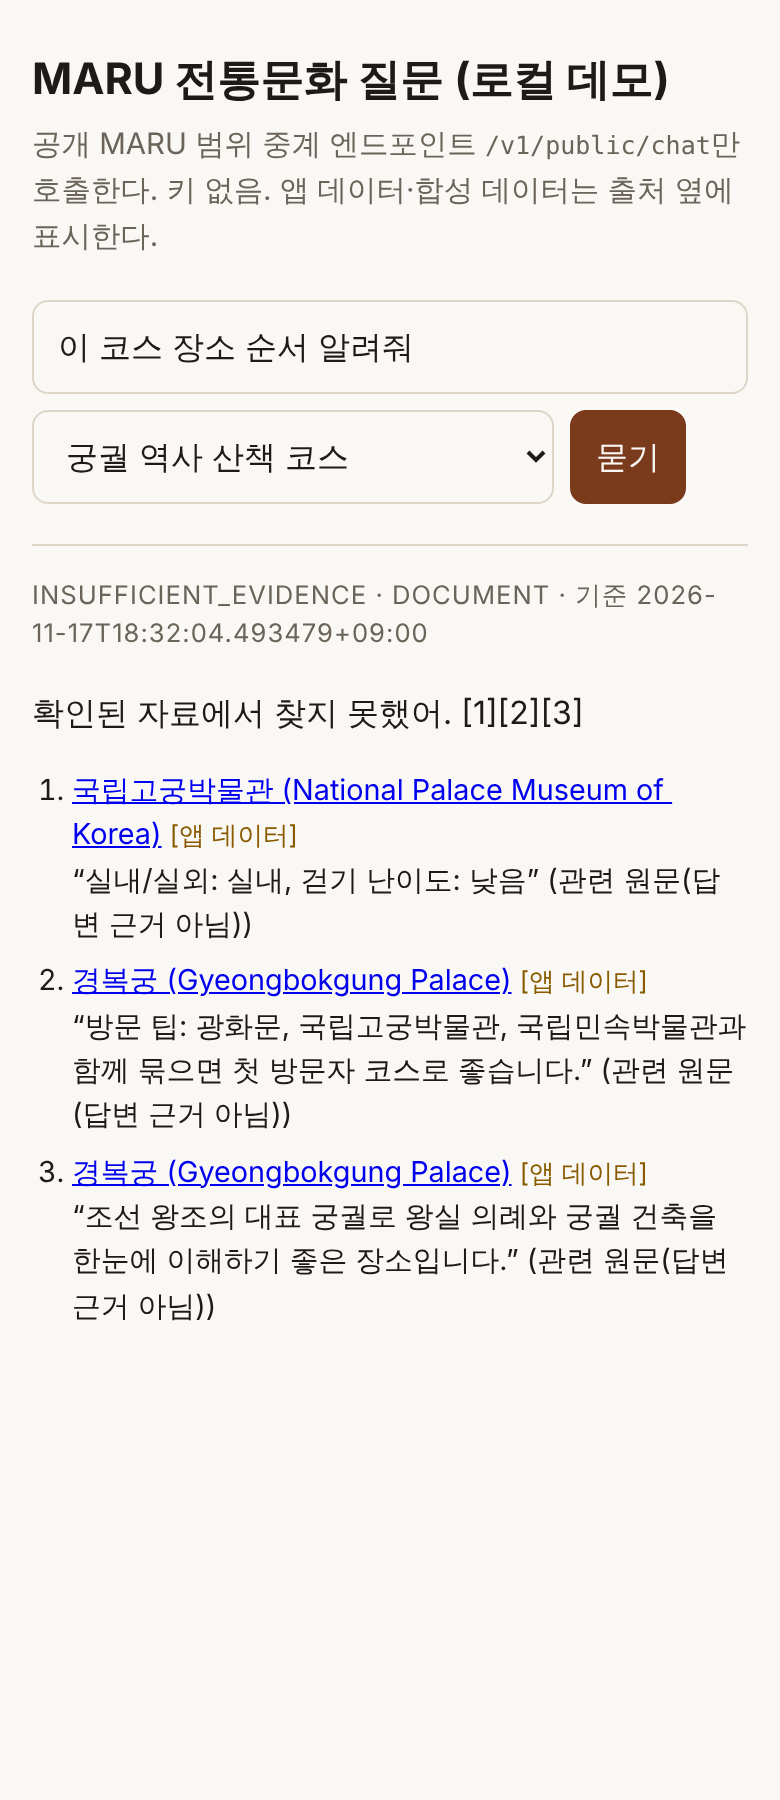 MARU 전통문화 질문 (로컬 데모)
공개 MARU 범위 중계 엔드포인트 /v1/public/chat만
호출한다. 키 없음. 앱 데이터·합성 데이터는 출처 옆에
표시한다.
이 코스 장소 순서 알려줘
궁궐 역사 산책 코스
묻기
INSUFFICIENT_EVIDENCE · DOCUMENT · 기준 2026-
11-17T18:32:04.493479+09:00
확인된 자료에서 찾지 못했어. [1][2][3]
1. 국립고궁박물관 (National Palace Museum of
Korea) [앱 데이터]
“실내/실외: 실내, 걷기 난이도: 낮음” (관련 원문(답
변 근거 아님))
2. 경복궁 (Gyeongbokgung Palace) [앱 데이터]
“방문 팁: 광화문, 국립고궁박물관, 국립민속박물관과
함께 묶으면 첫 방문자 코스로 좋습니다.” (관련 원문
(답변 근거 아님))
3. 경복궁 (Gyeongbokgung Palace) [앱 데이터]
“조선 왕조의 대표 궁궐로 왕실 의례와 궁궐 건축을
한눈에 이해하기 좋은 장소입니다.” (관련 원문(답변
근거 아님))